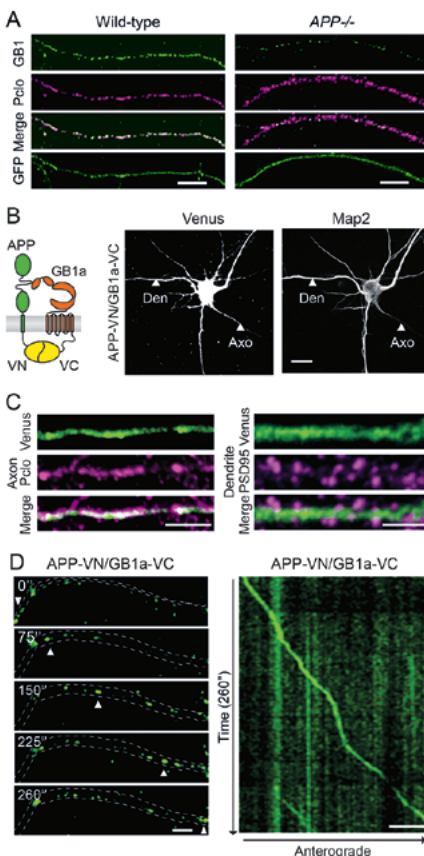 A
Wild-type
APP-/-
GB1
Pclo
Merge
GFP
B
APP
GB1a
VN
VC
APP-VN/GB1a-VC
Venus
Map2
Den
Axo
Den
Axo
C
Axon
Venus
Pclo
Merge
Dendrite
Venus
PSD95
Merge
D
APP-VN/GB1a-VC
APP-VN/GB1a-VC
0"
75"
150"
225"
260"
Time (260")
Anterograde